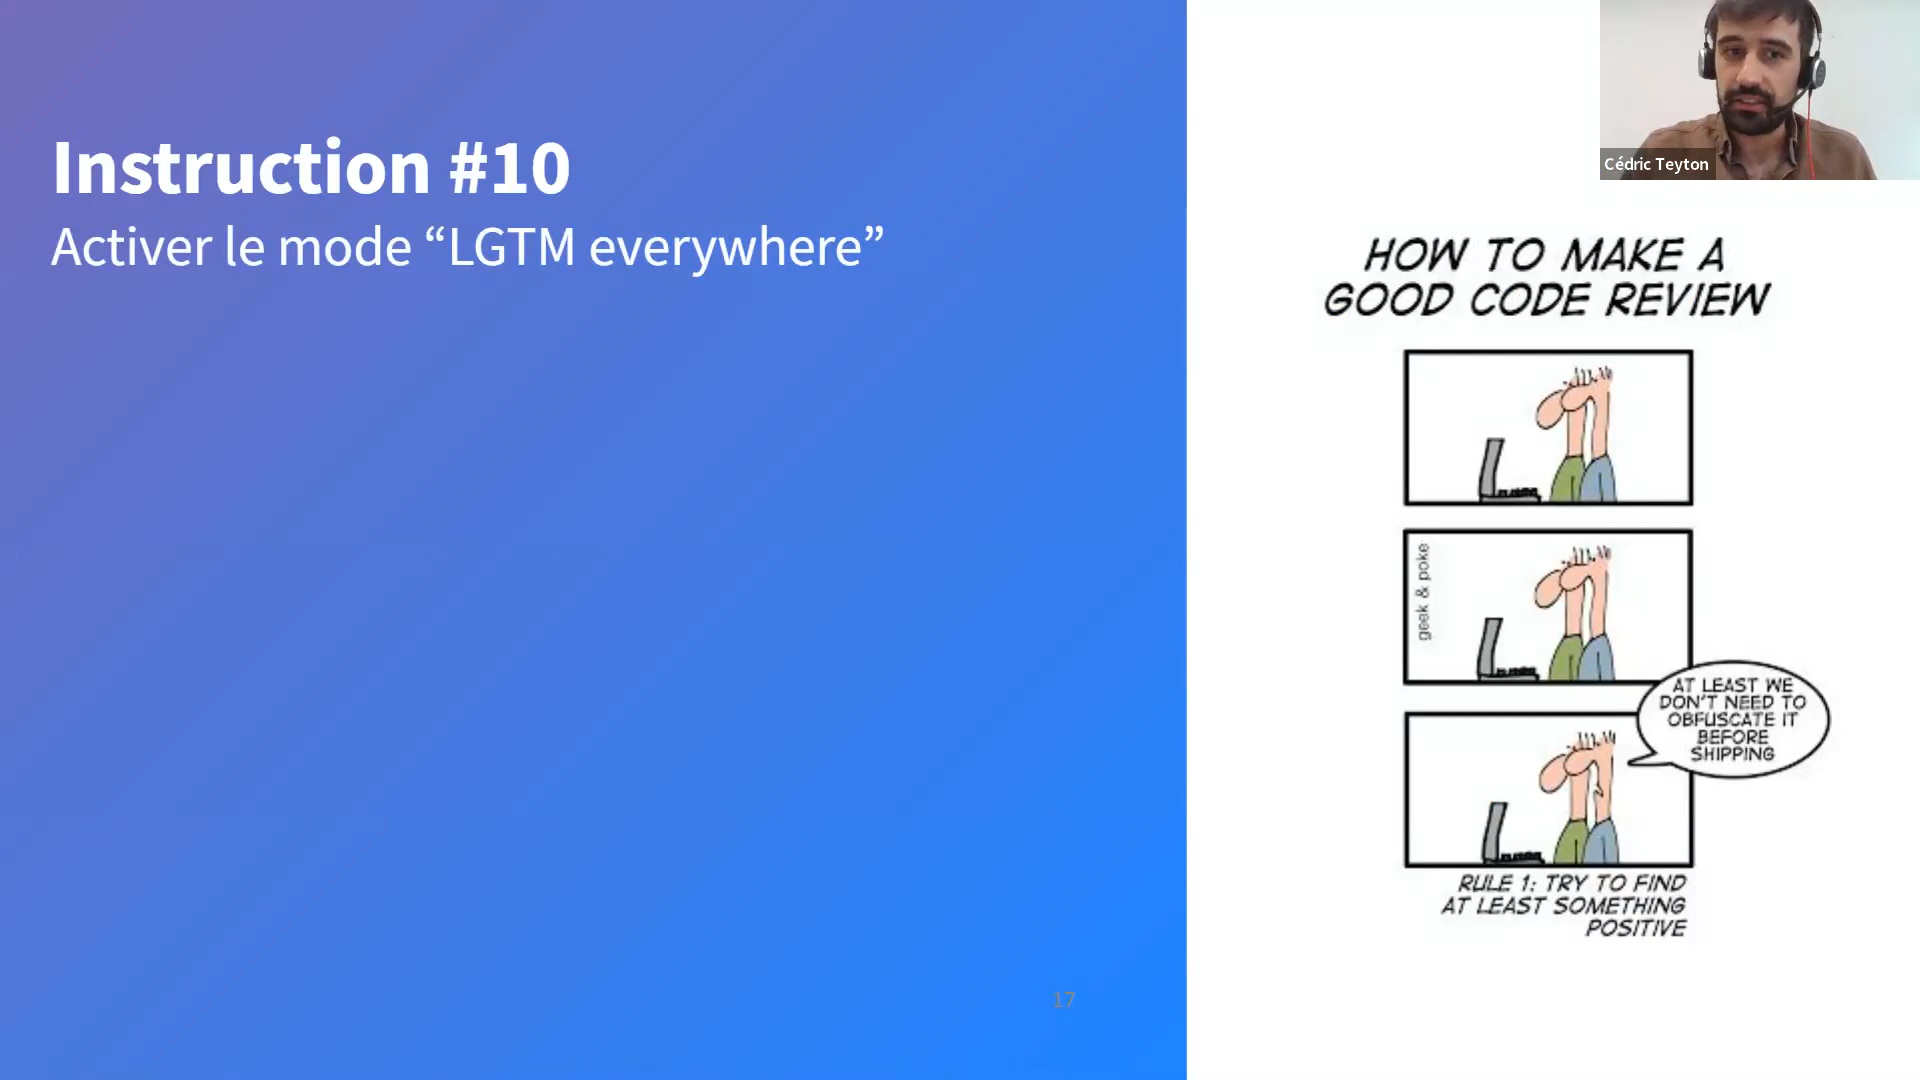 Instruction #10
Activer le mode “LGTM everywhere”
17
Cédric Teyton
HOW TO MAKE A
GOOD CODE REVIEW
geek & poke
AT LEAST WE
DON'T NEED TO
OBFUSCATE IT
BEFORE
SHIPPING
RULE 1: TRY TO FIND
AT LEAST SOMETHING
POSITIVE